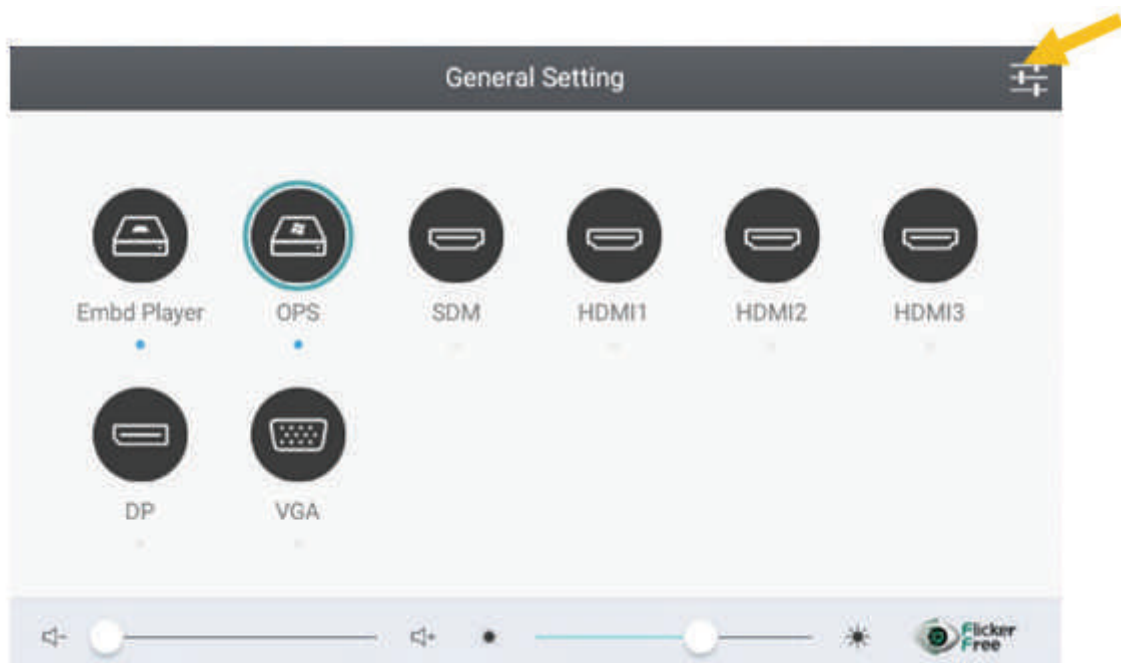 General Setting
Embd Player OPS SDM HDMI1 HDMI2 HDMI3
DP VGA
Flicker
Free